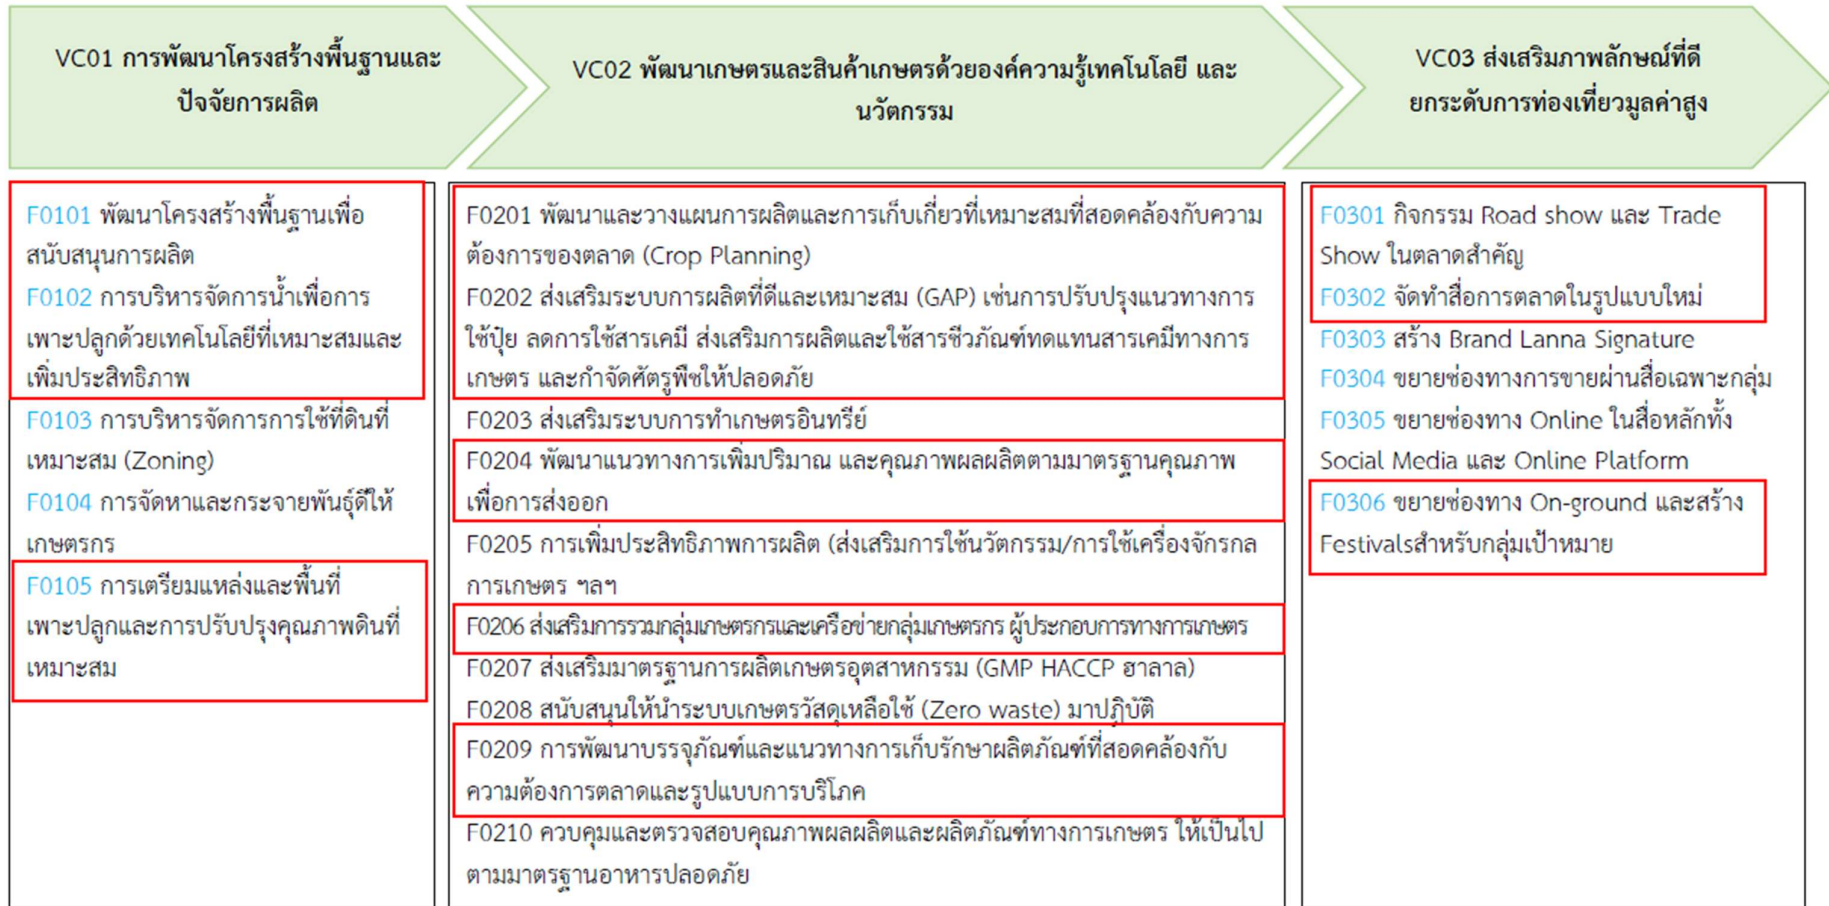 VC01 การพัฒนาโครงสร้างพื้นฐานและ
ปัจจัยการผลิต
VC02 พัฒนาเกษตรและสินค้าเกษตรด้วยองค์ความรู้เทคโนโลยี และ
นวัตกรรม
VC03 ส่งเสริมภาพลักษณ์ที่ดี
ยกระดับการท่องเที่ยวมูลค่าสูง
F0101 พัฒนาโครงสร้างพื้นฐานเพื่อ
สนับสนุนการผลิต
F0102 การบริหารจัดการน้ำเพื่อการ
เพาะปลูกด้วยเทคโนโลยีที่เหมาะสมและ
เพิ่มประสิทธิภาพ
F0103 การบริหารจัดการการใช้ที่ดินที่
เหมาะสม (Zoning)
F0104 การจัดหาและกระจายพันธุ์ดีให้
เกษตรกร
F0105 การเตรียมแหล่งและพื้นที่
เพาะปลูกและการปรับปรุงคุณภาพดินที่
เหมาะสม
F0201 พัฒนาและวางแผนการผลิตและการเก็บเกี่ยวที่เหมาะสมที่สอดคล้องกับความ
ต้องการของตลาด (Crop Planning)
F0202 ส่งเสริมระบบการผลิตที่ดีและเหมาะสม (GAP) เช่นการปรับปรุงแนวทางการ
ใช้ปุ๋ย ลดการใช้สารเคมี ส่งเสริมการผลิตและใช้สารชีวภัณฑ์ทดแทนสารเคมีทางการ
เกษตร และกำจัดศัตรูพืชให้ปลอดภัย
F0203 ส่งเสริมระบบการทำเกษตรอินทรีย์
F0204 พัฒนาแนวทางการเพิ่มปริมาณ และคุณภาพผลผลิตตามมาตรฐานคุณภาพ
เพื่อการส่งออก
F0205 การเพิ่มประสิทธิภาพการผลิต (ส่งเสริมการใช้นวัตกรรม/การใช้เครื่องจักรกล
การเกษตร ฯลฯ
F0206 ส่งเสริมการรวมกลุ่มเกษตรกรและเครือข่ายกลุ่มเกษตรกร ผู้ประกอบการทางการเกษตร
F0207 ส่งเสริมมาตรฐานการผลิตเกษตรอุตสาหกรรม (GMP HACCP ฮาลาล)
F0208 สนับสนุนให้นำระบบเกษตรวัสดุเหลือใช้ (Zero waste) มาปฏิบัติ
F0209 การพัฒนาบรรจุภัณฑ์และแนวทางการเก็บรักษาผลิตภัณฑ์ที่สอดคล้องกับ
ความต้องการตลาดและรูปแบบการบริโภค
F0210 ควบคุมและตรวจสอบคุณภาพผลผลิตและผลิตภัณฑ์ทางการเกษตร ให้เป็นไป
ตามมาตรฐานอาหารปลอดภัย
F0301 กิจกรรม Road show และ Trade
Show ในตลาดสำคัญ
F0302 จัดทำสื่อการตลาดในรูปแบบใหม่
F0303 สร้าง Brand Lanna Signature
F0304 ขยายช่องทางการขายผ่านสื่อเฉพาะกลุ่ม
F0305 ขยายช่องทาง Online ในสื่อหลักทั้ง
Social Media และ Online Platform
F0306 ขยายช่องทาง On-ground และสร้าง
Festivalsสำหรับกลุ่มเป้าหมาย